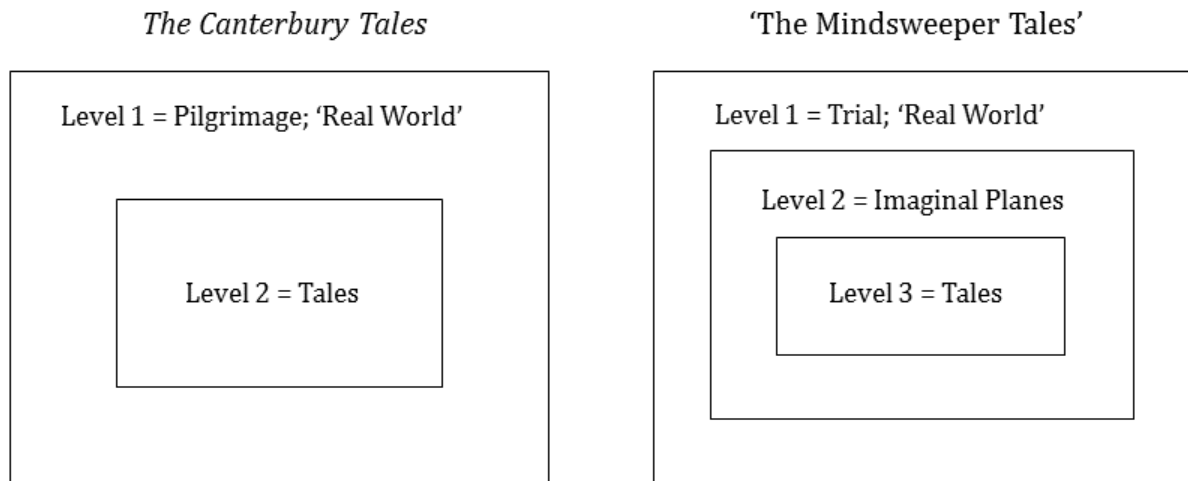 The Canterbury Tales
Level 1 = Pilgrimage; ‘Real World’
Level 2 = Tales
‘The Mindsweeper Tales’
Level 1 = Trial; ‘Real World’
Level 2 = Imaginal Planes
Level 3 = Tales